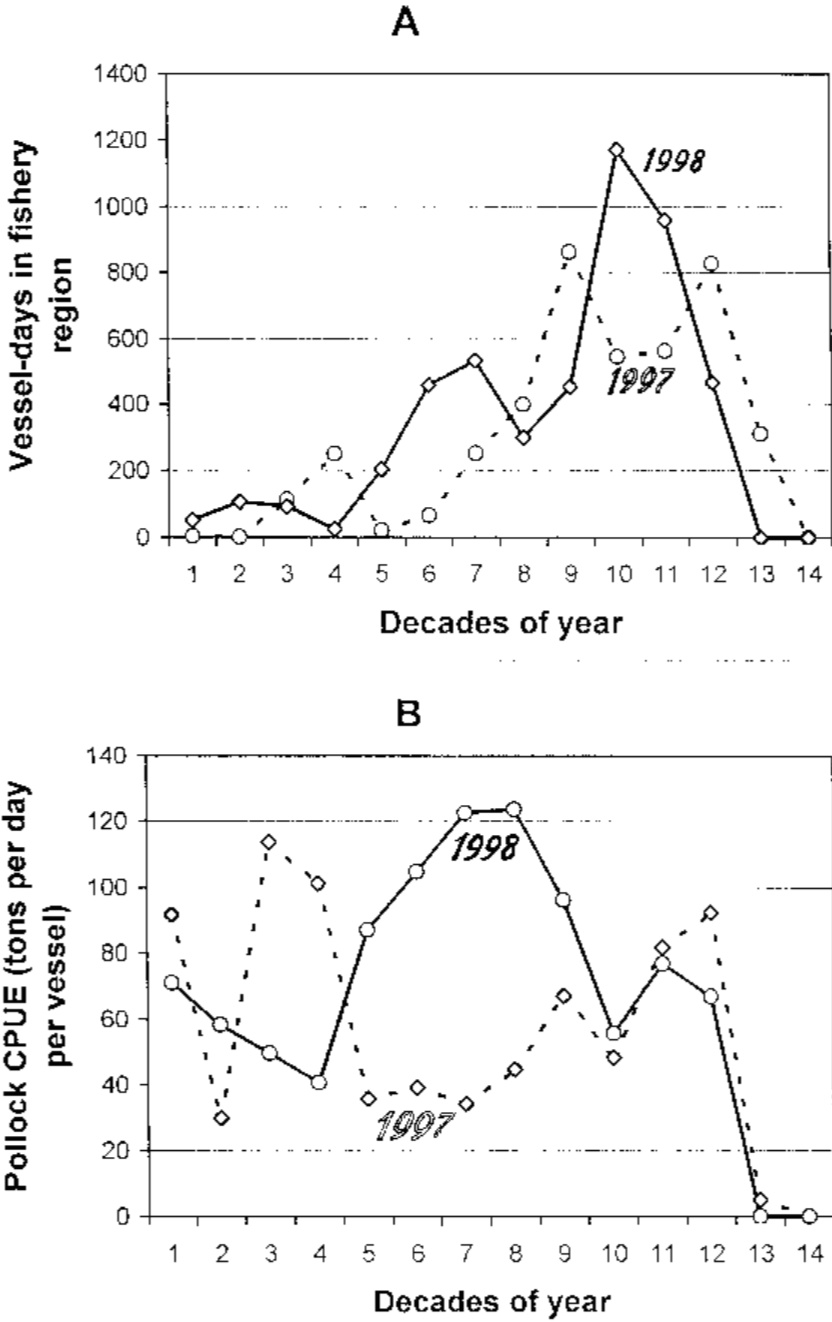 A
1400
1200
1000
800
600
400
200
0
Vessel-days in fishery
region
1998
1997
1 2 3 4 5 6 7 8 9 10 11 12 13 14
Decades of year
B
140
120
100
80
60
40
20
0
Pollock CPUE (tons per day
per vessel)
1998
1997
1 2 3 4 5 6 7 8 9 10 11 12 13 14
Decades of year